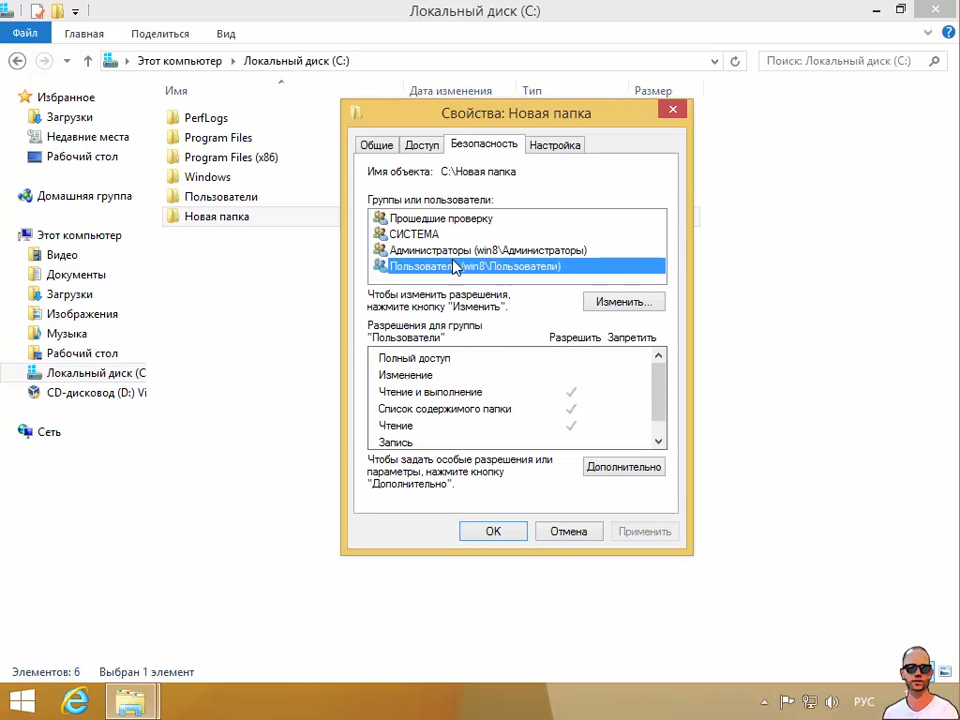 Локальный диск (C:)
Файл
Главная
Поделиться
Вид
Этот компьютер
Локальный диск (C:)
Поиск: Локальный диск (C:)
Имя
Дата изменения
Тип
Размер
Избранное
Загрузки
Недавние места
Рабочий стол
Домашняя группа
Этот компьютер
Видео
Документы
Загрузки
Изображения
Музыка
Рабочий стол
Локальный диск (C
CD-дисковод (D:) Vi
Сеть
PerfLogs
Program Files
Program Files (x86)
Windows
Пользователи
Новая папка
Свойства: Новая папка
Общие
Доступ
Безопасность
Настройка
Имя объекта: C:\Новая папка
Группы или пользователи:
Прошедшие проверку
СИСТЕМА
Администраторы (win8\Администраторы)
Пользователи (win8\Пользователи)
Чтобы изменить разрешения,
нажмите кнопку "Изменить".
Изменить...
Разрешения для группы
"Пользователи"
Разрешить
Запретить
Полный доступ
Изменение
Чтение и выполнение
Список содержимого папки
Чтение
Запись
Чтобы задать особые разрешения или
параметры, нажмите кнопку
"Дополнительно".
Дополнительно
OK
Отмена
Применить
Элементов: 6
Выбран 1 элемент
РУС